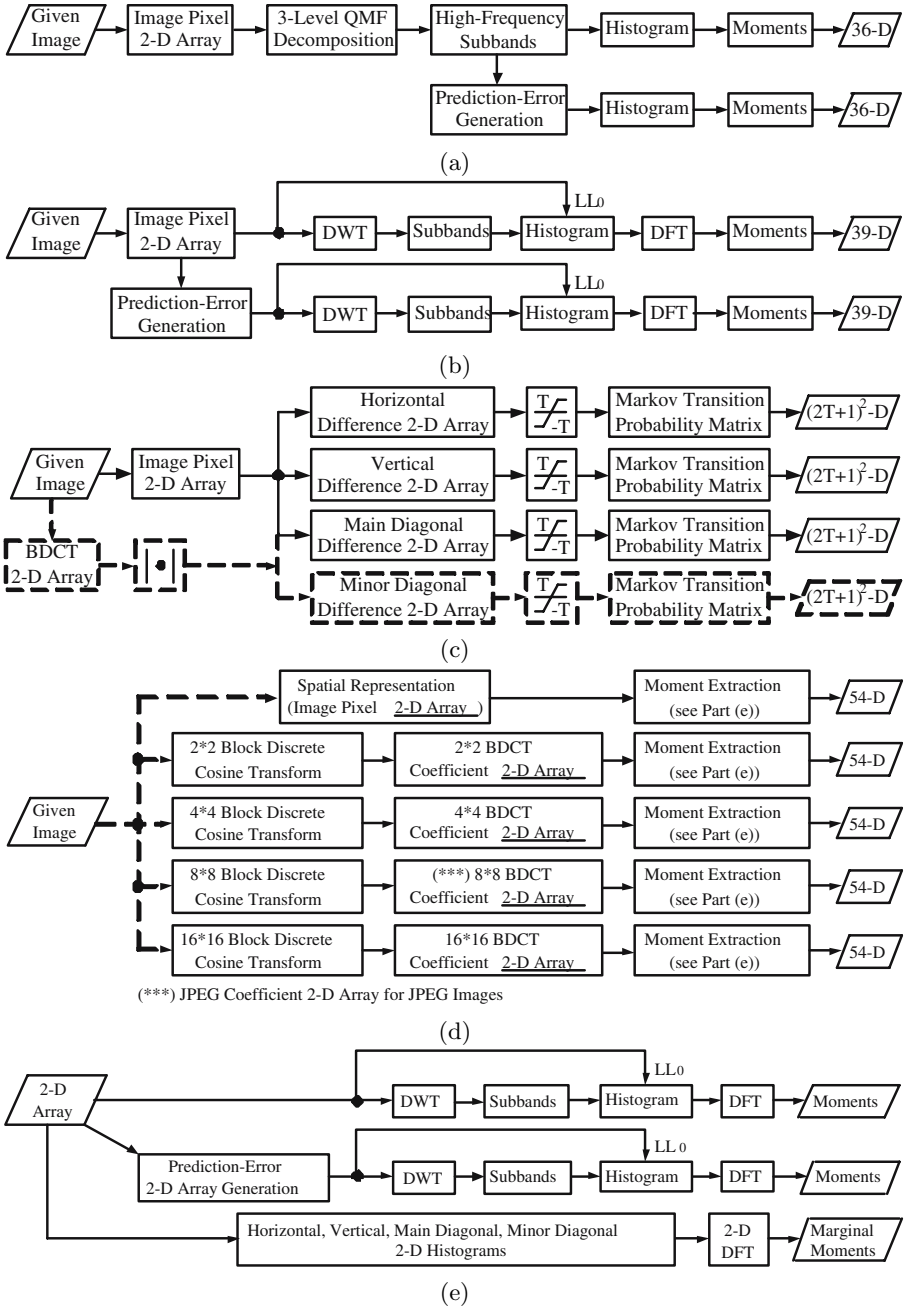 Given
Image
Image Pixel
2-D Array
3-Level QMF
Decomposition
High-Frequency
Subbands
Histogram
Moments
36-D
Prediction-Error
Generation
Histogram
Moments
36-D
(a)
Given
Image
Image Pixel
2-D Array
DWT
Subbands
LL0
Histogram
DFT
Moments
39-D
Prediction-Error
Generation
DWT
Subbands
LL0
Histogram
DFT
Moments
39-D
(b)
Given
Image
Image Pixel
2-D Array
BDCT
2-D Array
|•|
Horizontal
Difference 2-D Array
T
-T
Markov Transition
Probability Matrix
(2T+1)²-D
Vertical
Difference 2-D Array
T
-T
Markov Transition
Probability Matrix
(2T+1)²-D
Main Diagonal
Difference 2-D Array
T
-T
Markov Transition
Probability Matrix
(2T+1)²-D
Minor Diagonal
Difference 2-D Array
T
-T
Markov Transition
Probability Matrix
(2T+1)²-D
(c)
Given
Image
Spatial Representation
(Image Pixel 2-D Array )
Moment Extraction
(see Part (e))
54-D
2*2 Block Discrete
Cosine Transform
2*2 BDCT
Coefficient 2-D Array
Moment Extraction
(see Part (e))
54-D
4*4 Block Discrete
Cosine Transform
4*4 BDCT
Coefficient 2-D Array
Moment Extraction
(see Part (e))
54-D
8*8 Block Discrete
Cosine Transform
(***) 8*8 BDCT
Coefficient 2-D Array
Moment Extraction
(see Part (e))
54-D
16*16 Block Discrete
Cosine Transform
16*16 BDCT
Coefficient 2-D Array
Moment Extraction
(see Part (e))
54-D
(***) JPEG Coefficient 2-D Array for JPEG Images
(d)
2-D
Array
DWT
Subbands
LL0
Histogram
DFT
Moments
Prediction-Error
2-D Array Generation
DWT
Subbands
LL0
Histogram
DFT
Moments
Horizontal, Vertical, Main Diagonal, Minor Diagonal
2-D Histograms
2-D
DFT
Marginal
Moments
(e)